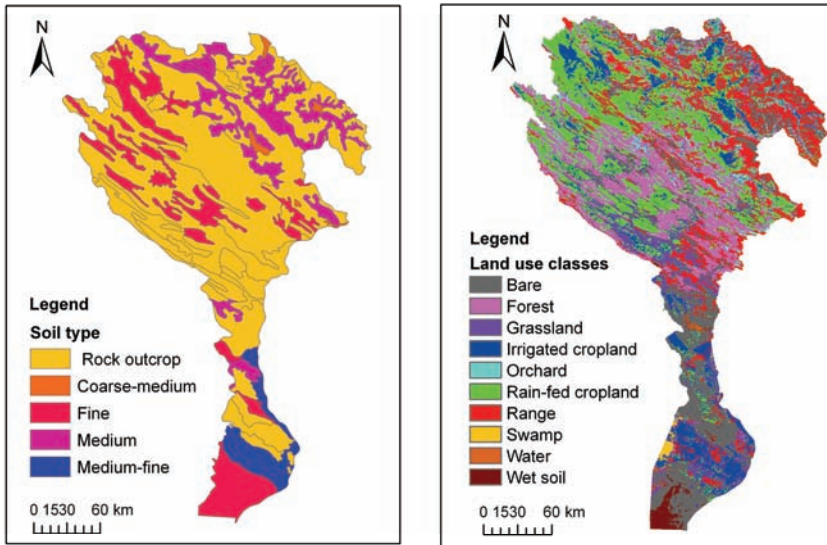 N
Legend
Soil type
Rock outcrop
Coarse-medium
Fine
Medium
Medium-fine
0 1530 60 km
N
Legend
Land use classes
Bare
Forest
Grassland
Irrigated cropland
Orchard
Rain-fed cropland
Range
Swamp
Water
Wet soil
0 1530 60 km